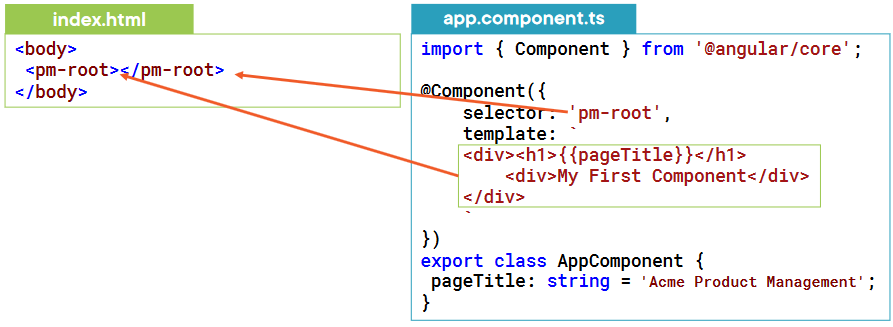 index.html
<body>
 <pm-root></pm-root>
</body>
app.component.ts
import { Component } from '@angular/core';
@Component({
    selector: 'pm-root',
    template: `
    <div><h1>{{pageTitle}}</h1>
        <div>My First Component</div>
    </div>
    `
})
export class AppComponent {
 pageTitle: string = 'Acme Product Management';
}